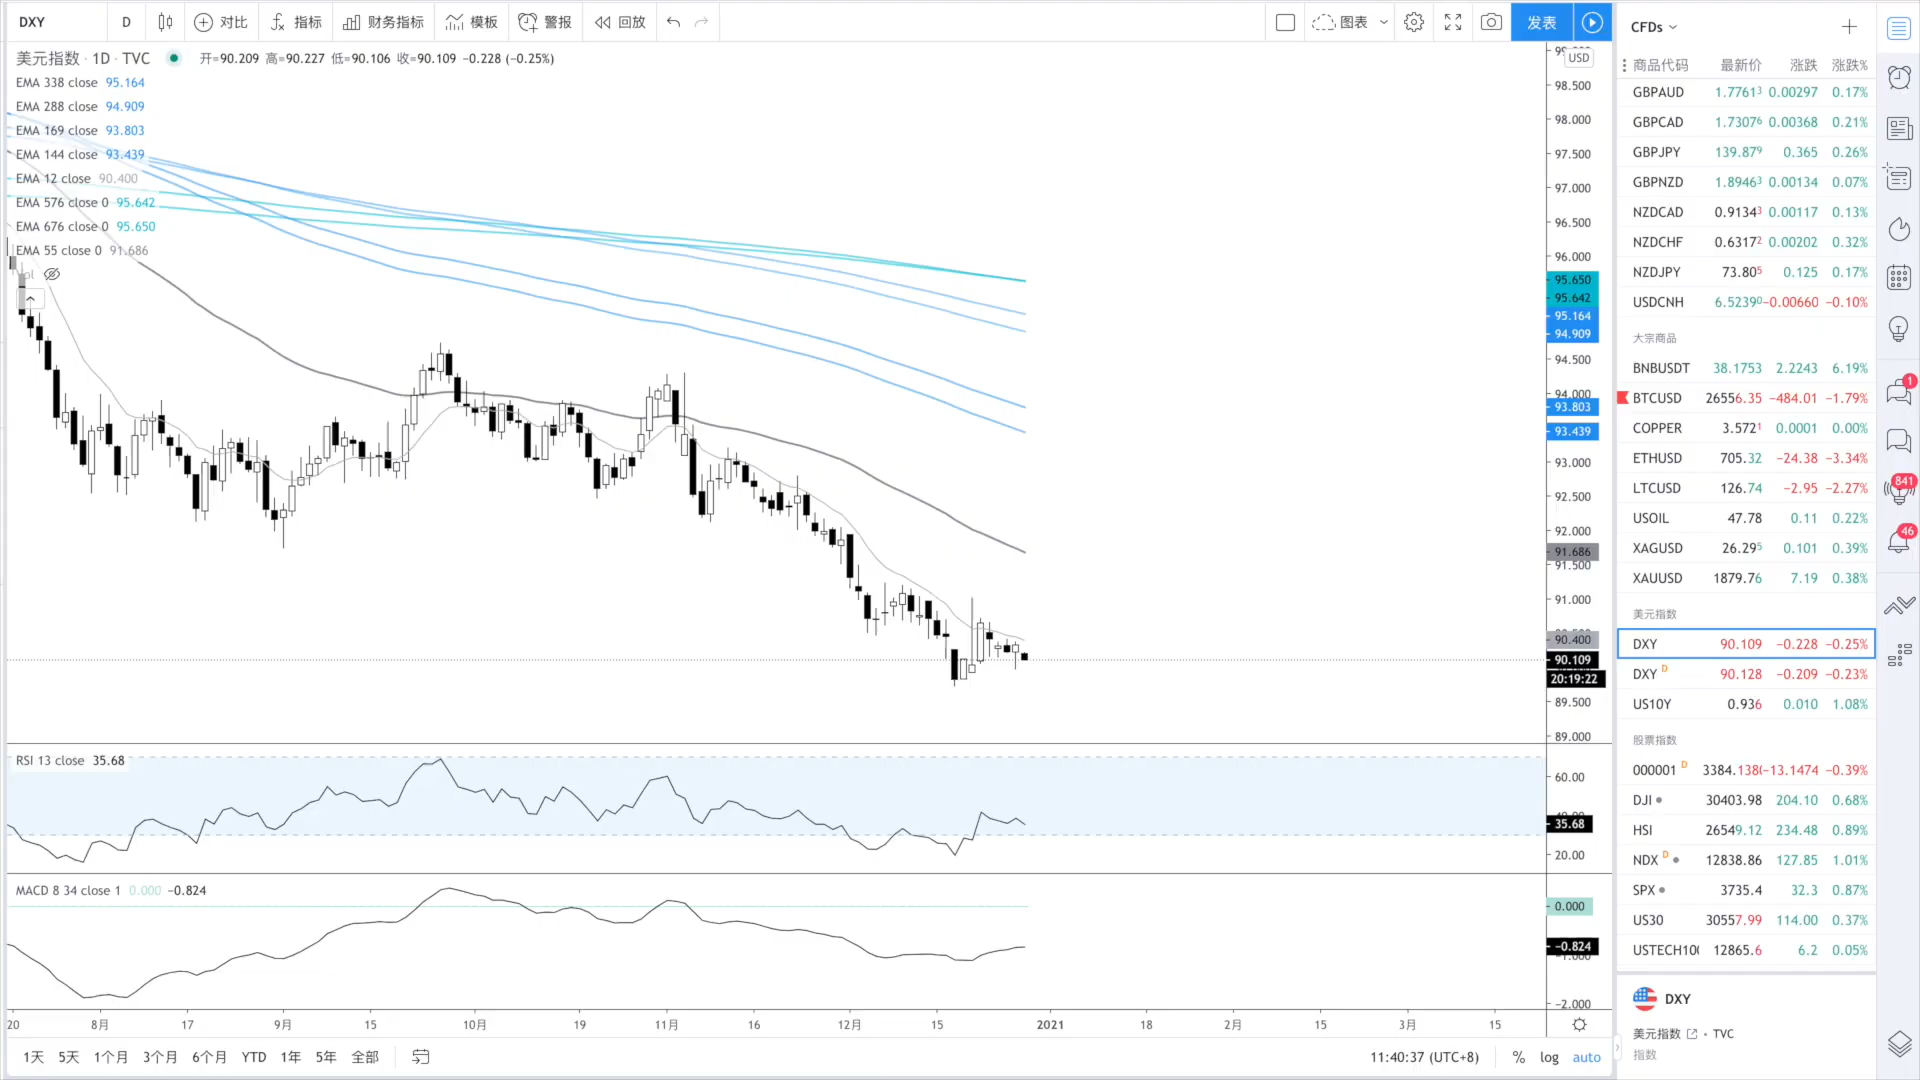 DXY D 对比 指标 财务指标 模板 警报 回放 图表 发表
美元指数 · 1D · TVC 开=90.209 高=90.227 低=90.106 收=90.109 −0.228 (−0.25%)
EMA 338 close 95.164
EMA 288 close 94.909
EMA 169 close 93.803
EMA 144 close 93.439
EMA 12 close 90.400
EMA 576 close 0 95.642
EMA 676 close 0 95.650
EMA 55 close 0 91.686
USD
98.500
98.000
97.500
97.000
96.500
96.000
95.650
95.642
95.164
94.909
94.500
94.000
93.803
93.439
93.000
92.500
92.000
91.686
91.500
91.000
90.400
90.109
20:19:22
89.500
89.000
RSI 13 close 35.68
60.00
35.68
20.00
MACD 8 34 close 1 0.000 −0.824
0.000
−0.824
−1.000
−2.000
20 8月 17 9月 15 10月 19 11月 16 12月 15 2021 18 2月 15 3月 15
1天 5天 1个月 3个月 6个月 YTD 1年 5年 全部
11:40:37 (UTC+8) % log auto
CFDs
商品代码 最新价 涨跌 涨跌%
GBPAUD 1.77613 0.00297 0.17%
GBPCAD 1.73076 0.00368 0.21%
GBPJPY 139.879 0.365 0.26%
GBPNZD 1.89463 0.00134 0.07%
NZDCAD 0.91343 0.00117 0.13%
NZDCHF 0.63172 0.00202 0.32%
NZDJPY 73.805 0.125 0.17%
USDCNH 6.52390 −0.00660 −0.10%
大宗商品
BNBUSDT 38.1753 2.2243 6.19%
BTCUSD 26556.35 −484.01 −1.79%
COPPER 3.5721 0.0001 0.00%
ETHUSD 705.32 −24.38 −3.34%
LTCUSD 126.74 −2.95 −2.27%
USOIL 47.78 0.11 0.22%
XAGUSD 26.295 0.101 0.39%
XAUUSD 1879.76 7.19 0.38%
美元指数
DXY 90.109 −0.228 −0.25%
DXY D 90.128 −0.209 −0.23%
US10Y 0.936 0.010 1.08%
股票指数
000001 D 3384.138 −13.1474 −0.39%
DJI 30403.98 204.10 0.68%
HSI 26549.12 234.48 0.89%
NDX D 12838.86 127.85 1.01%
SPX 3735.4 32.3 0.87%
US30 30557.99 114.00 0.37%
USTECH10 12865.6 6.2 0.05%
DXY
美元指数 · TVC
指数
1
841
46